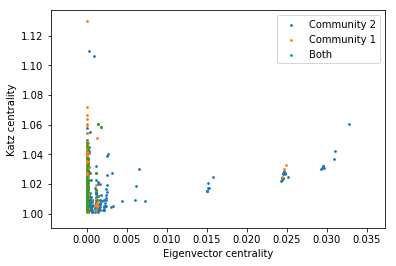 Community 2
Community 1
Both
Katz centrality
1.12
1.10
1.08
1.06
1.04
1.02
1.00
0.000 0.005 0.010 0.015 0.020 0.025 0.030 0.035
Eigenvector centrality